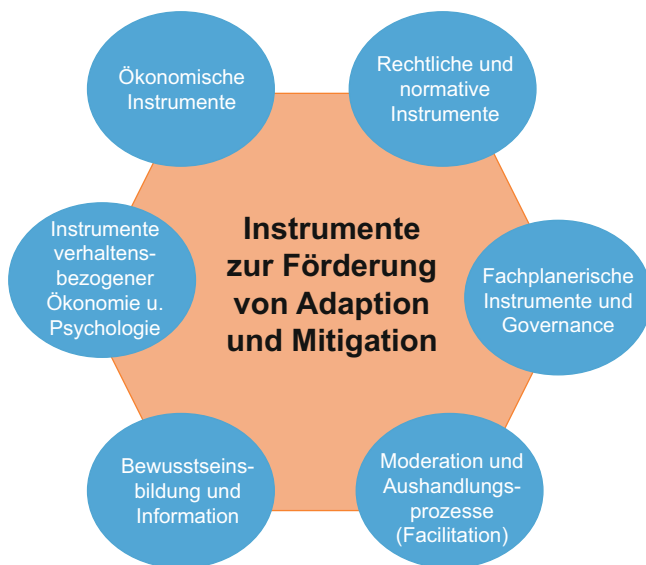 Ökonomische
Instrumente
Rechtliche und
normative
Instrumente
Instrumente
verhaltens-
bezogener
Ökonomie u.
Psychologie
Instrumente
zur Förderung
von Adaption
und Mitigation
Fachplanerische
Instrumente und
Governance
Bewusstseins-
bildung und
Information
Moderation und
Aushandlungs-
prozesse
(Facilitation)